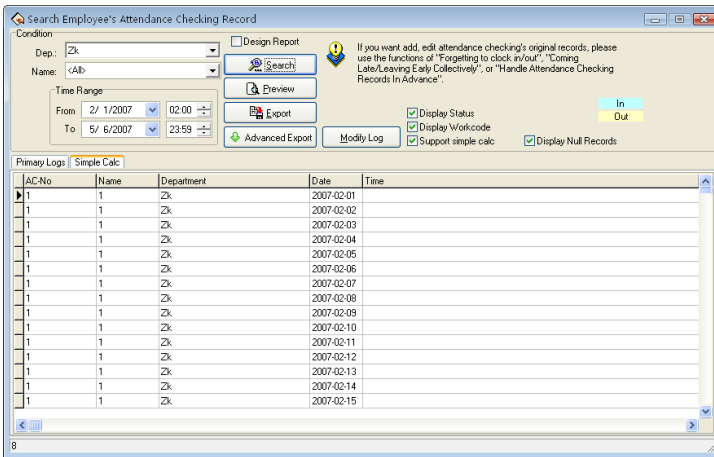 Search Employee's Attendance Checking Record
Condition
Dep.: Zk
Name: <All>
Time Range
From 2/ 1/2007 02:00
To 5/ 6/2007 23:59
Design Report
Search
Preview
Export
Advanced Export
Modify Log
If you want add, edit attendance checking's original records, please
use the functions of "Forgetting to clock in/out", "Coming
Late/Leaving Early Collectively", or "Handle Attendance Checking
Records In Advance".
In
Out
Display Status
Display Workcode
Support simple calc
Display Null Records
Primary Logs Simple Calc
AC-No Name Department Date Time
1 1 Zk 2007-02-01
1 1 Zk 2007-02-02
1 1 Zk 2007-02-03
1 1 Zk 2007-02-04
1 1 Zk 2007-02-05
1 1 Zk 2007-02-06
1 1 Zk 2007-02-07
1 1 Zk 2007-02-08
1 1 Zk 2007-02-09
1 1 Zk 2007-02-10
1 1 Zk 2007-02-11
1 1 Zk 2007-02-12
1 1 Zk 2007-02-13
1 1 Zk 2007-02-14
1 1 Zk 2007-02-15
8